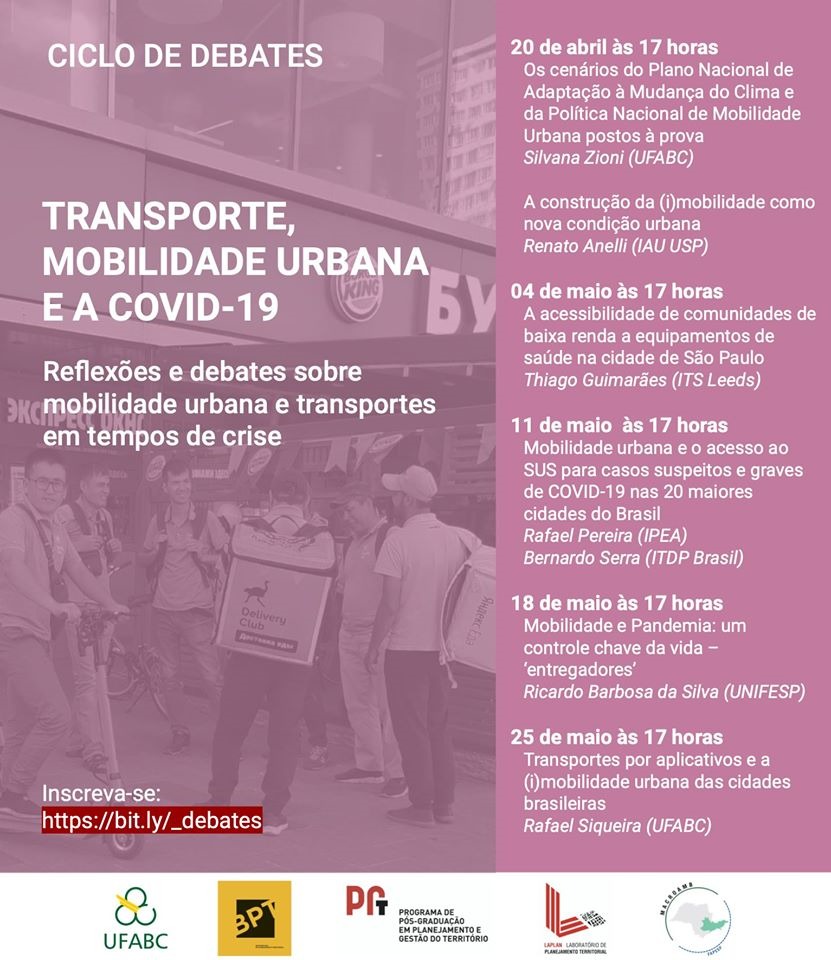 CICLO DE DEBATES
TRANSPORTE,
MOBILIDADE URBANA
E A COVID-19
Reflexões e debates sobre
mobilidade urbana e transportes
em tempos de crise
KING
БУ
ЭКСПРЕСС ОКНО
Delivery
Club
Доставка еды
Яндекс Еда
Inscreva-se:
https://bit.ly/_debates
20 de abril às 17 horas
Os cenários do Plano Nacional de
Adaptação à Mudança do Clima e
da Política Nacional de Mobilidade
Urbana postos à prova
Silvana Zioni (UFABC)
A construção da (i)mobilidade como
nova condição urbana
Renato Anelli (IAU USP)
04 de maio às 17 horas
A acessibilidade de comunidades de
baixa renda a equipamentos de
saúde na cidade de São Paulo
Thiago Guimarães (ITS Leeds)
11 de maio às 17 horas
Mobilidade urbana e o acesso ao
SUS para casos suspeitos e graves
de COVID-19 nas 20 maiores
cidades do Brasil
Rafael Pereira (IPEA)
Bernardo Serra (ITDP Brasil)
18 de maio às 17 horas
Mobilidade e Pandemia: um
controle chave da vida –
‘entregadores’
Ricardo Barbosa da Silva (UNIFESP)
25 de maio às 17 horas
Transportes por aplicativos e a
(i)mobilidade urbana das cidades
brasileiras
Rafael Siqueira (UFABC)
UFABC
BPT
PGT
PROGRAMA DE
PÓS-GRADUAÇÃO
EM PLANEJAMENTO E
GESTÃO DO TERRITÓRIO
LAPLAN LABORATÓRIO DE
PLANEJAMENTO TERRITORIAL
MACROAMB
FAPESP